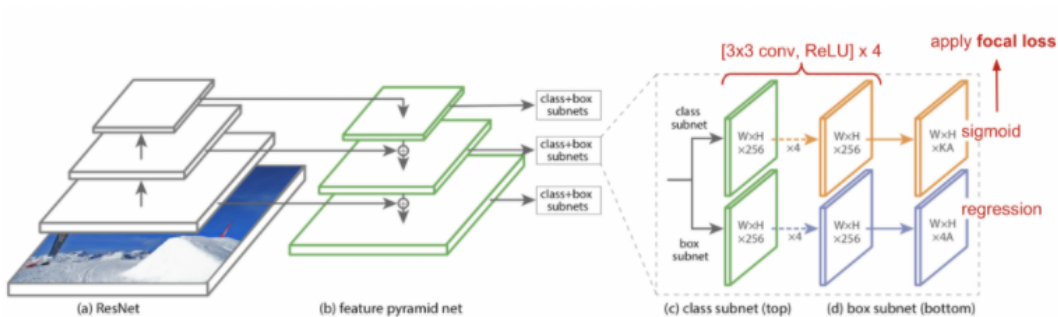 apply focal loss
[3x3 conv, ReLU] x 4
class+box
subnets
class+box
subnets
class+box
subnets
class
subnet
W×H
×256
×4
W×H
×256
W×H
×KA
sigmoid
box
subnet
W×H
×256
×4
W×H
×256
W×H
×4A
regression
(a) ResNet
(b) feature pyramid net
(c) class subnet (top)
(d) box subnet (bottom)